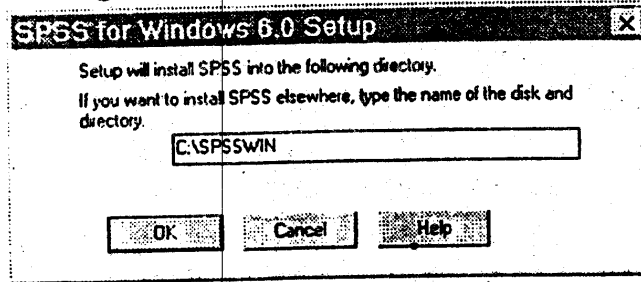 SPSS for Windows 6.0 Setup
Setup will install SPSS into the following directory.
If you want to install SPSS elsewhere, type the name of the disk and
directory.
C:\SPSSWIN
OK Cancel Help